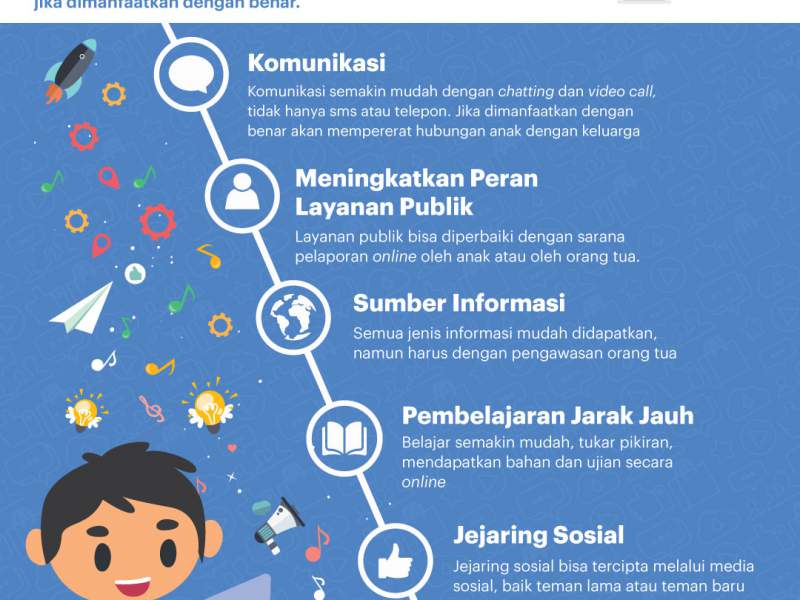 jika dimanfaatkan dengan benar.
Komunikasi
Komunikasi semakin mudah dengan chatting dan video call,
tidak hanya sms atau telepon. Jika dimanfaatkan dengan
benar akan mempererat hubungan anak dengan keluarga
Meningkatkan Peran
Layanan Publik
Layanan publik bisa diperbaiki dengan sarana
pelaporan online oleh anak atau oleh orang tua.
Sumber Informasi
Semua jenis informasi mudah didapatkan,
namun harus dengan pengawasan orang tua
Pembelajaran Jarak Jauh
Belajar semakin mudah, tukar pikiran,
mendapatkan bahan dan ujian secara
online
Jejaring Sosial
Jejaring sosial bisa tercipta melalui media
sosial, baik teman lama atau teman baru